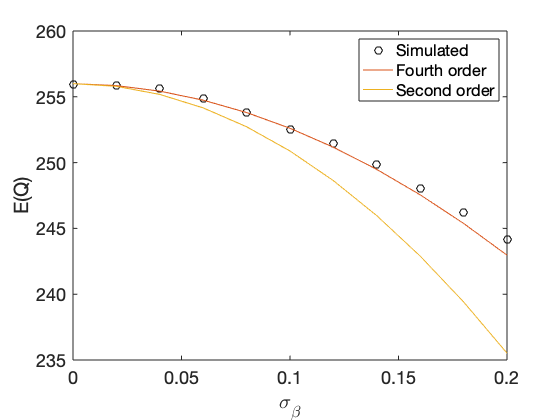 260
255
250
245
240
235
E(Q)
0
0.05
0.1
0.15
0.2
σβ
Simulated
Fourth order
Second order